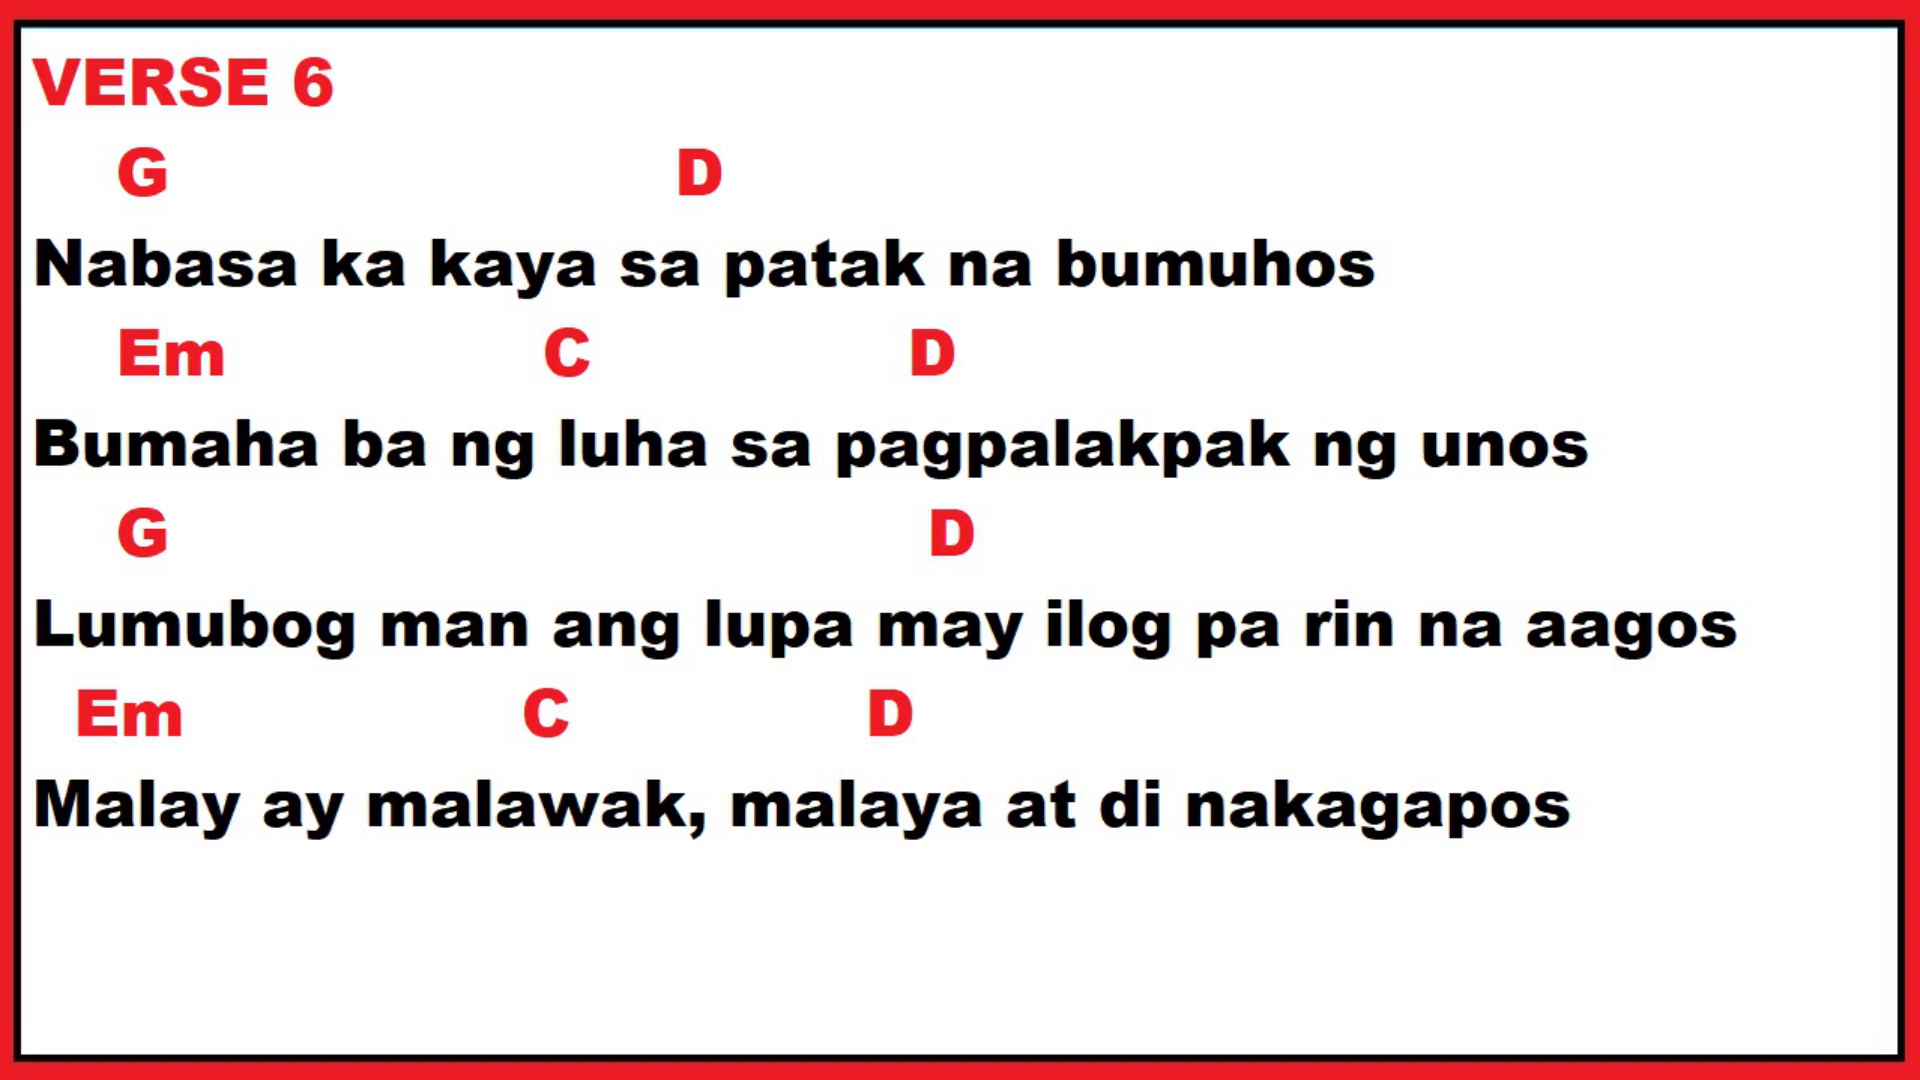 VERSE 6
G D
Nabasa ka kaya sa patak na bumuhos
Em C D
Bumaha ba ng luha sa pagpalakpak ng unos
G D
Lumubog man ang lupa may ilog pa rin na aagos
Em C D
Malay ay malawak, malaya at di nakagapos